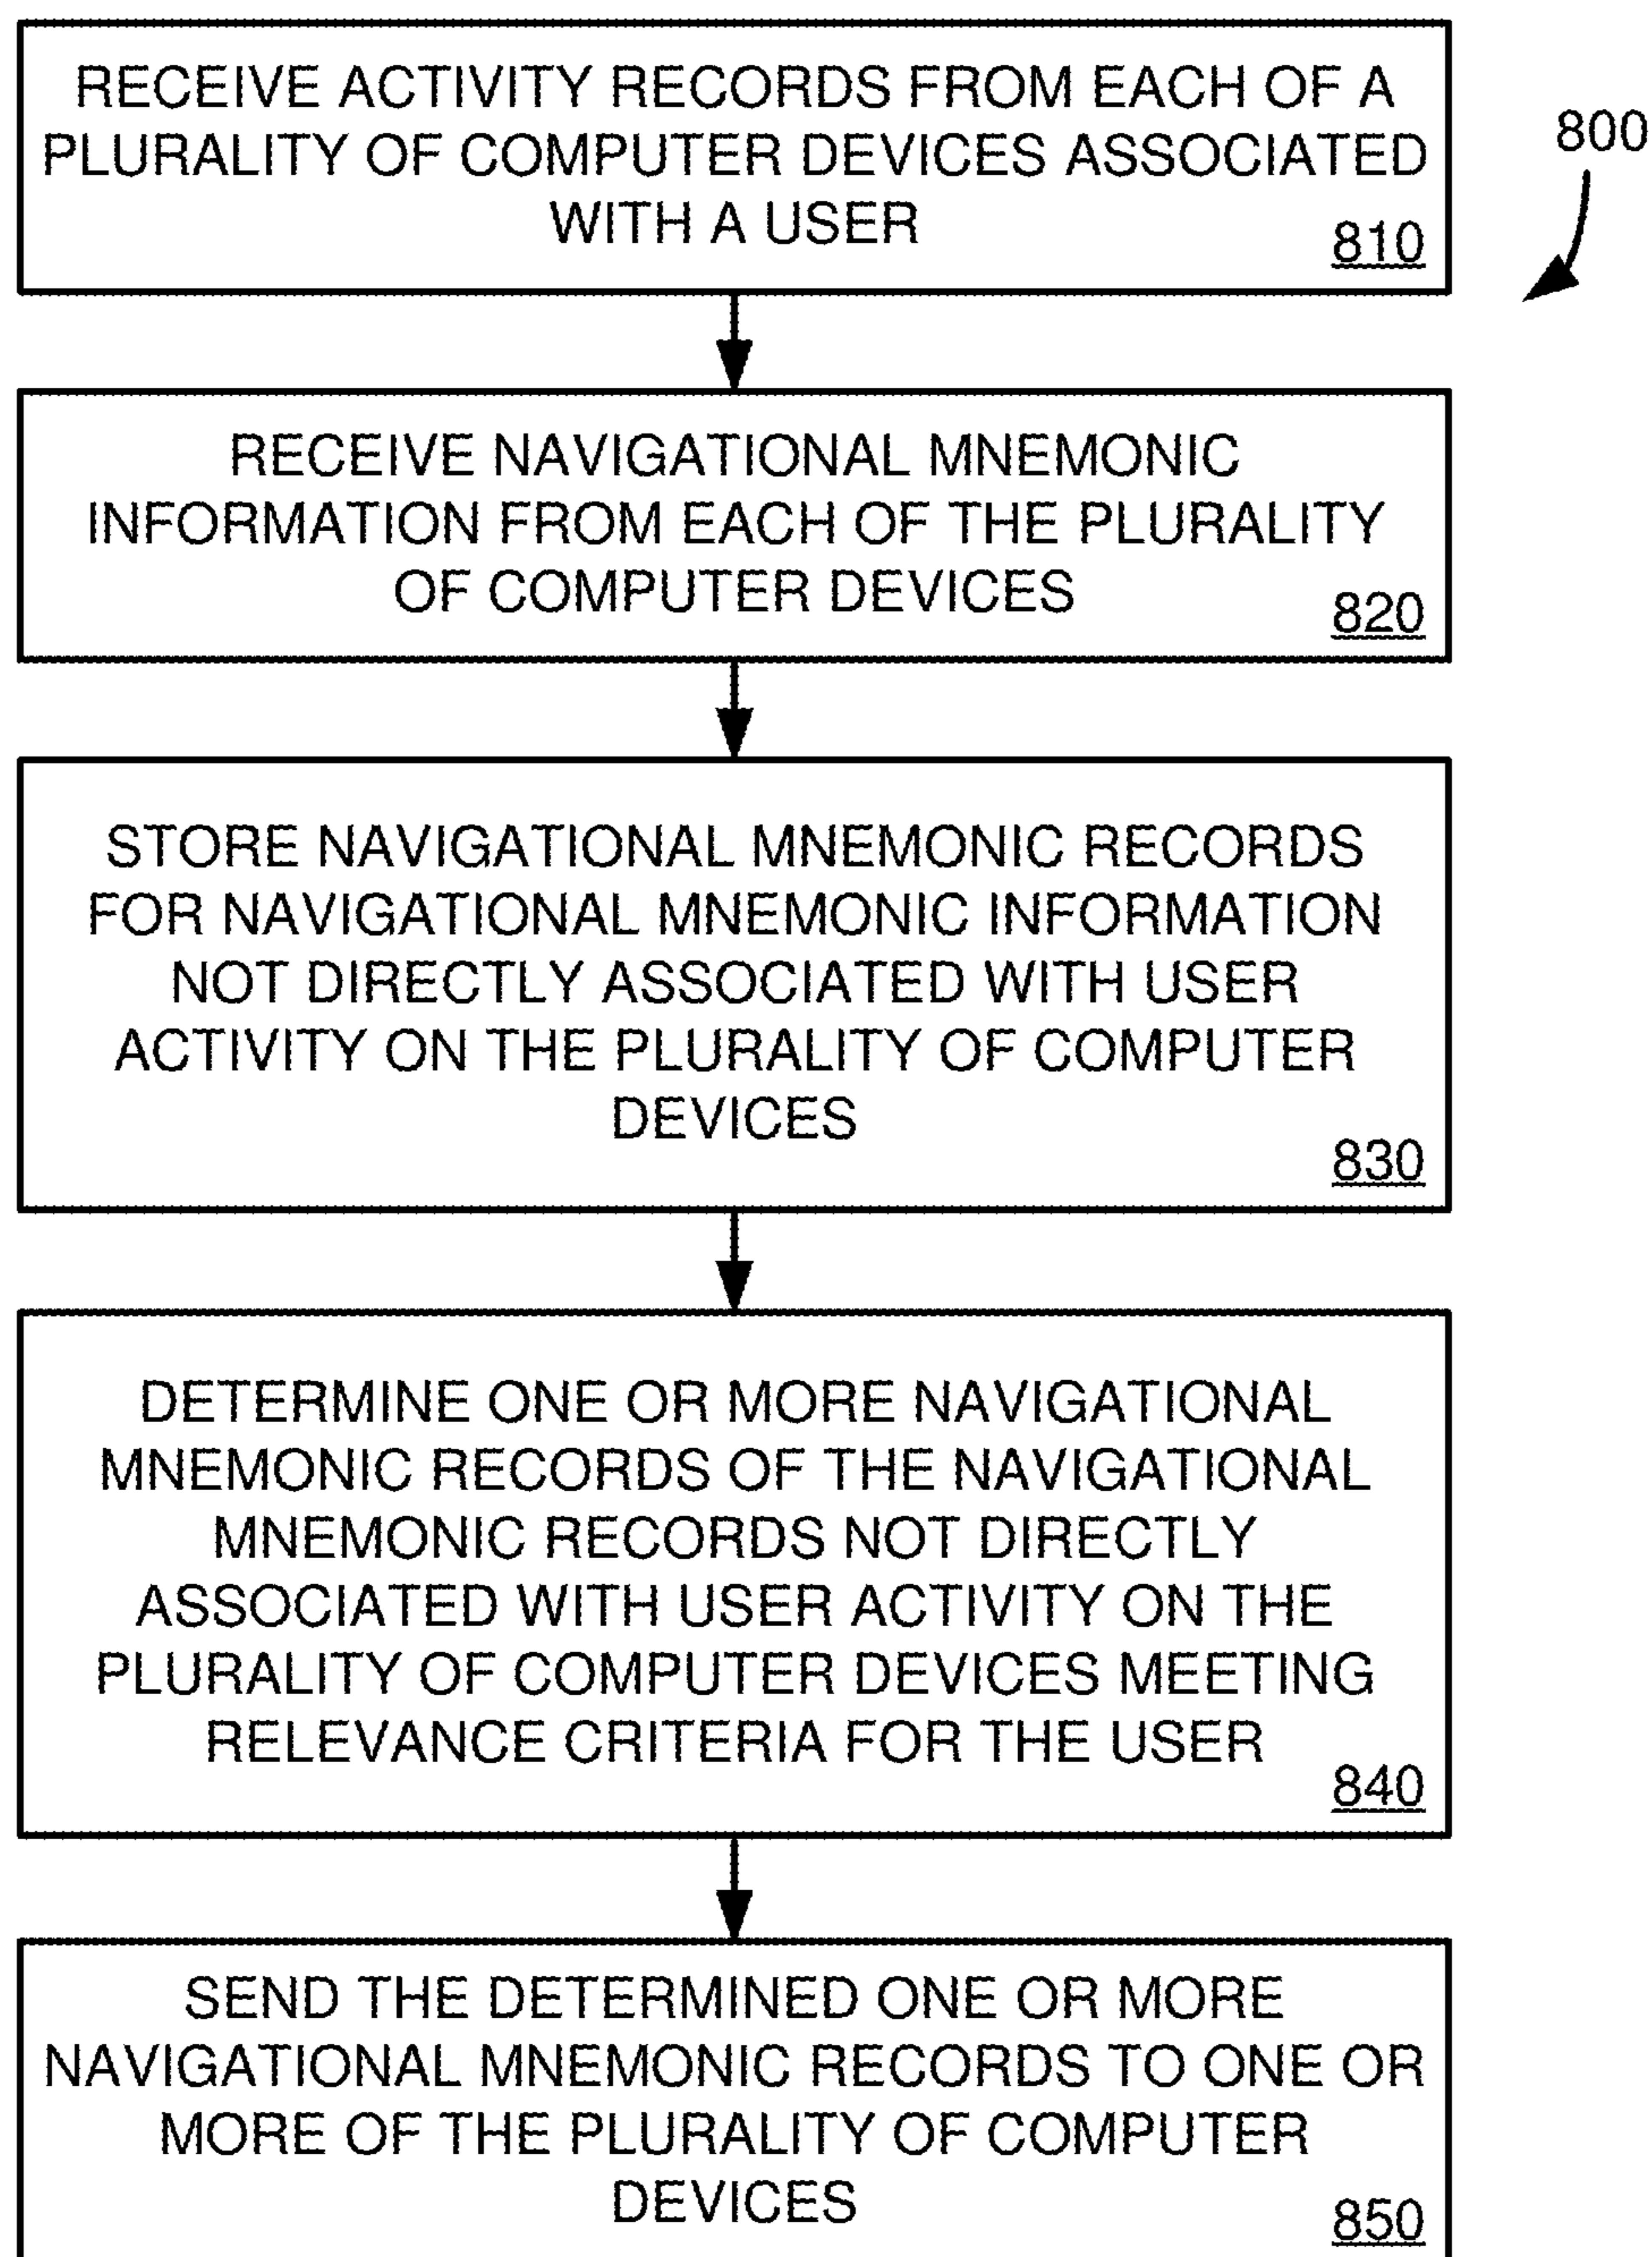 RECEIVE ACTIVITY RECORDS FROM EACH OF A
PLURALITY OF COMPUTER DEVICES ASSOCIATED
WITH A USER
810
800
RECEIVE NAVIGATIONAL MNEMONIC
INFORMATION FROM EACH OF THE PLURALITY
OF COMPUTER DEVICES
820
STORE NAVIGATIONAL MNEMONIC RECORDS
FOR NAVIGATIONAL MNEMONIC INFORMATION
NOT DIRECTLY ASSOCIATED WITH USER
ACTIVITY ON THE PLURALITY OF COMPUTER
DEVICES
830
DETERMINE ONE OR MORE NAVIGATIONAL
MNEMONIC RECORDS OF THE NAVIGATIONAL
MNEMONIC RECORDS NOT DIRECTLY
ASSOCIATED WITH USER ACTIVITY ON THE
PLURALITY OF COMPUTER DEVICES MEETING
RELEVANCE CRITERIA FOR THE USER
840
SEND THE DETERMINED ONE OR MORE
NAVIGATIONAL MNEMONIC RECORDS TO ONE OR
MORE OF THE PLURALITY OF COMPUTER
DEVICES
850